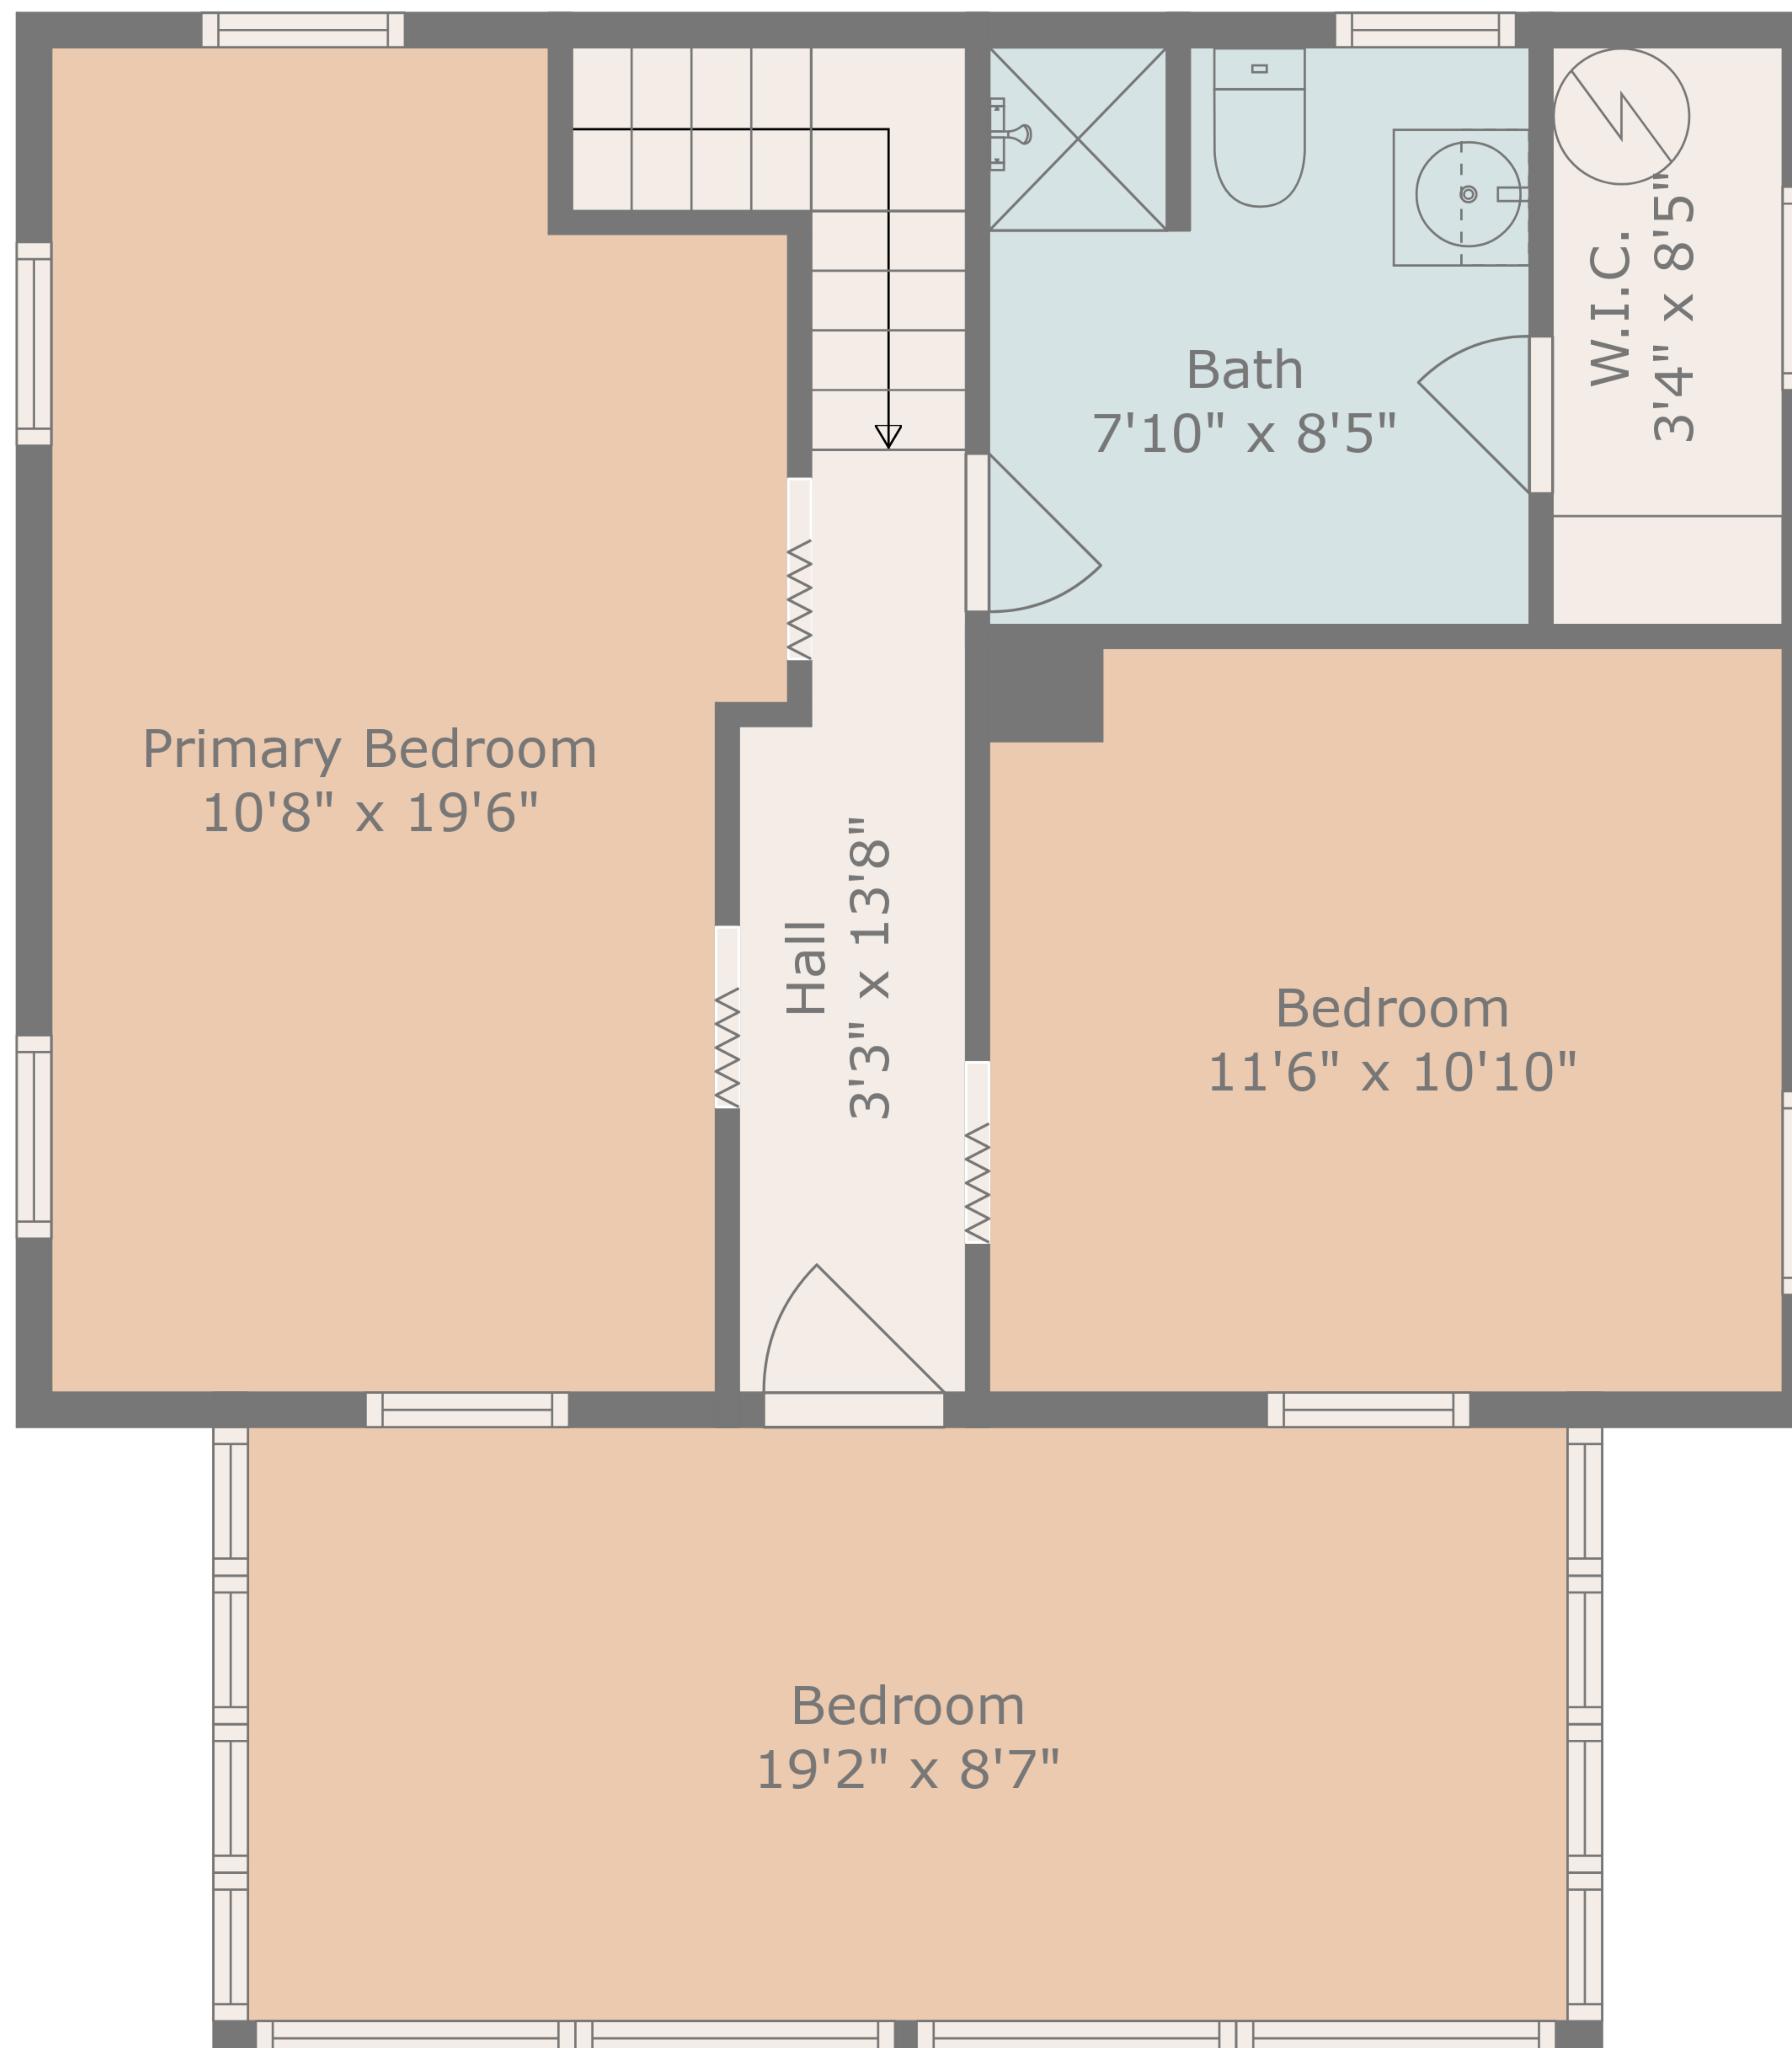 Bath
7'10" x 8'5"
W.I.C.
3'4" x 8'5"
Primary Bedroom
10'8" x 19'6"
Hall
3'3" x 13'8"
Bedroom
11'6" x 10'10"
Bedroom
19'2" x 8'7"